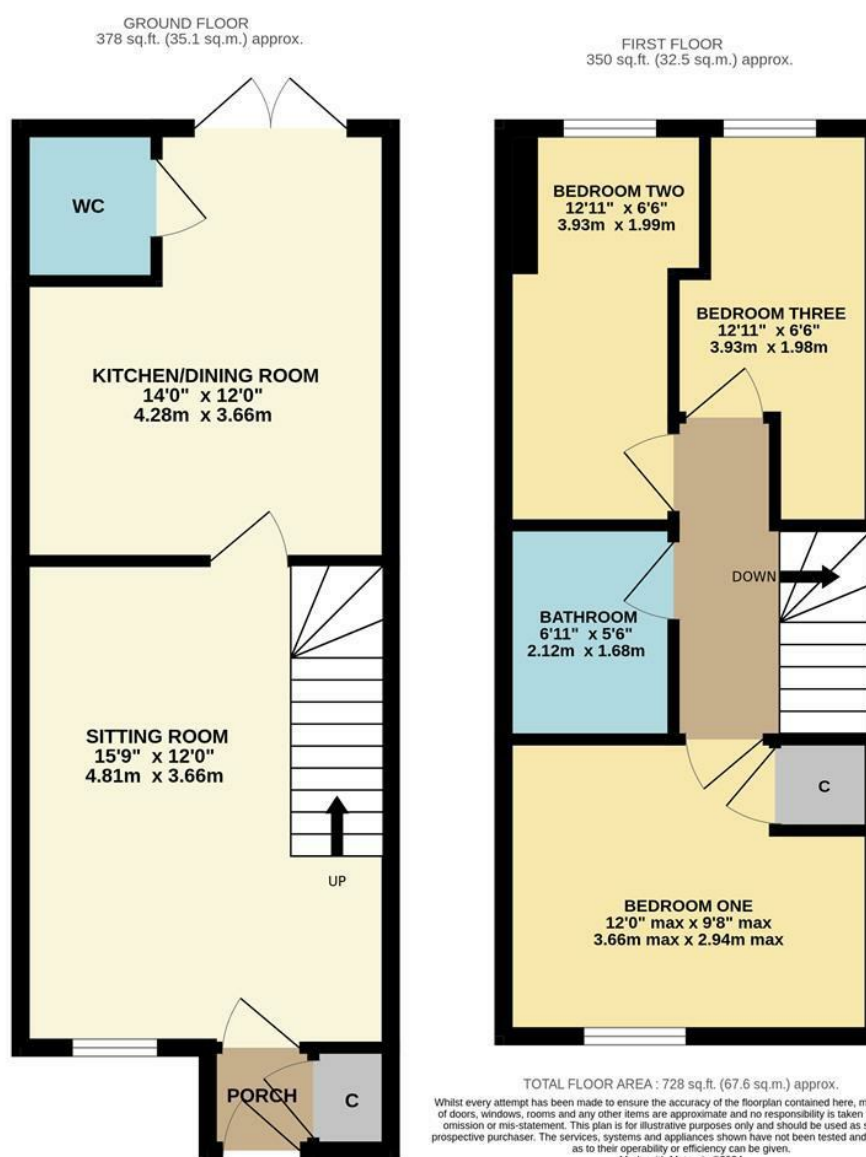 GROUND FLOOR
378 sq.ft. (35.1 sq.m.) approx.
WC
KITCHEN/DINING ROOM
14'0" x 12'0"
4.28m x 3.66m
SITTING ROOM
15'9" x 12'0"
4.81m x 3.66m
UP
PORCH
C
FIRST FLOOR
350 sq.ft. (32.5 sq.m.) approx.
BEDROOM TWO
12'11" x 6'6"
3.93m x 1.99m
BEDROOM THREE
12'11" x 6'6"
3.93m x 1.98m
DOWN
BATHROOM
6'11" x 5'6"
2.12m x 1.68m
C
BEDROOM ONE
12'0" max x 9'8" max
3.66m max x 2.94m max
TOTAL FLOOR AREA : 728 sq.ft. (67.6 sq.m.) approx.
Whilst every attempt has been made to ensure the accuracy of the floorplan contained here,
of doors, windows, rooms and any other items are approximate and no responsibility is taken
omission or mis-statement. This plan is for illustrative purposes only and should be used as
prospective purchaser. The services, systems and appliances shown have not been tested and
as to their operability or efficiency can be given.